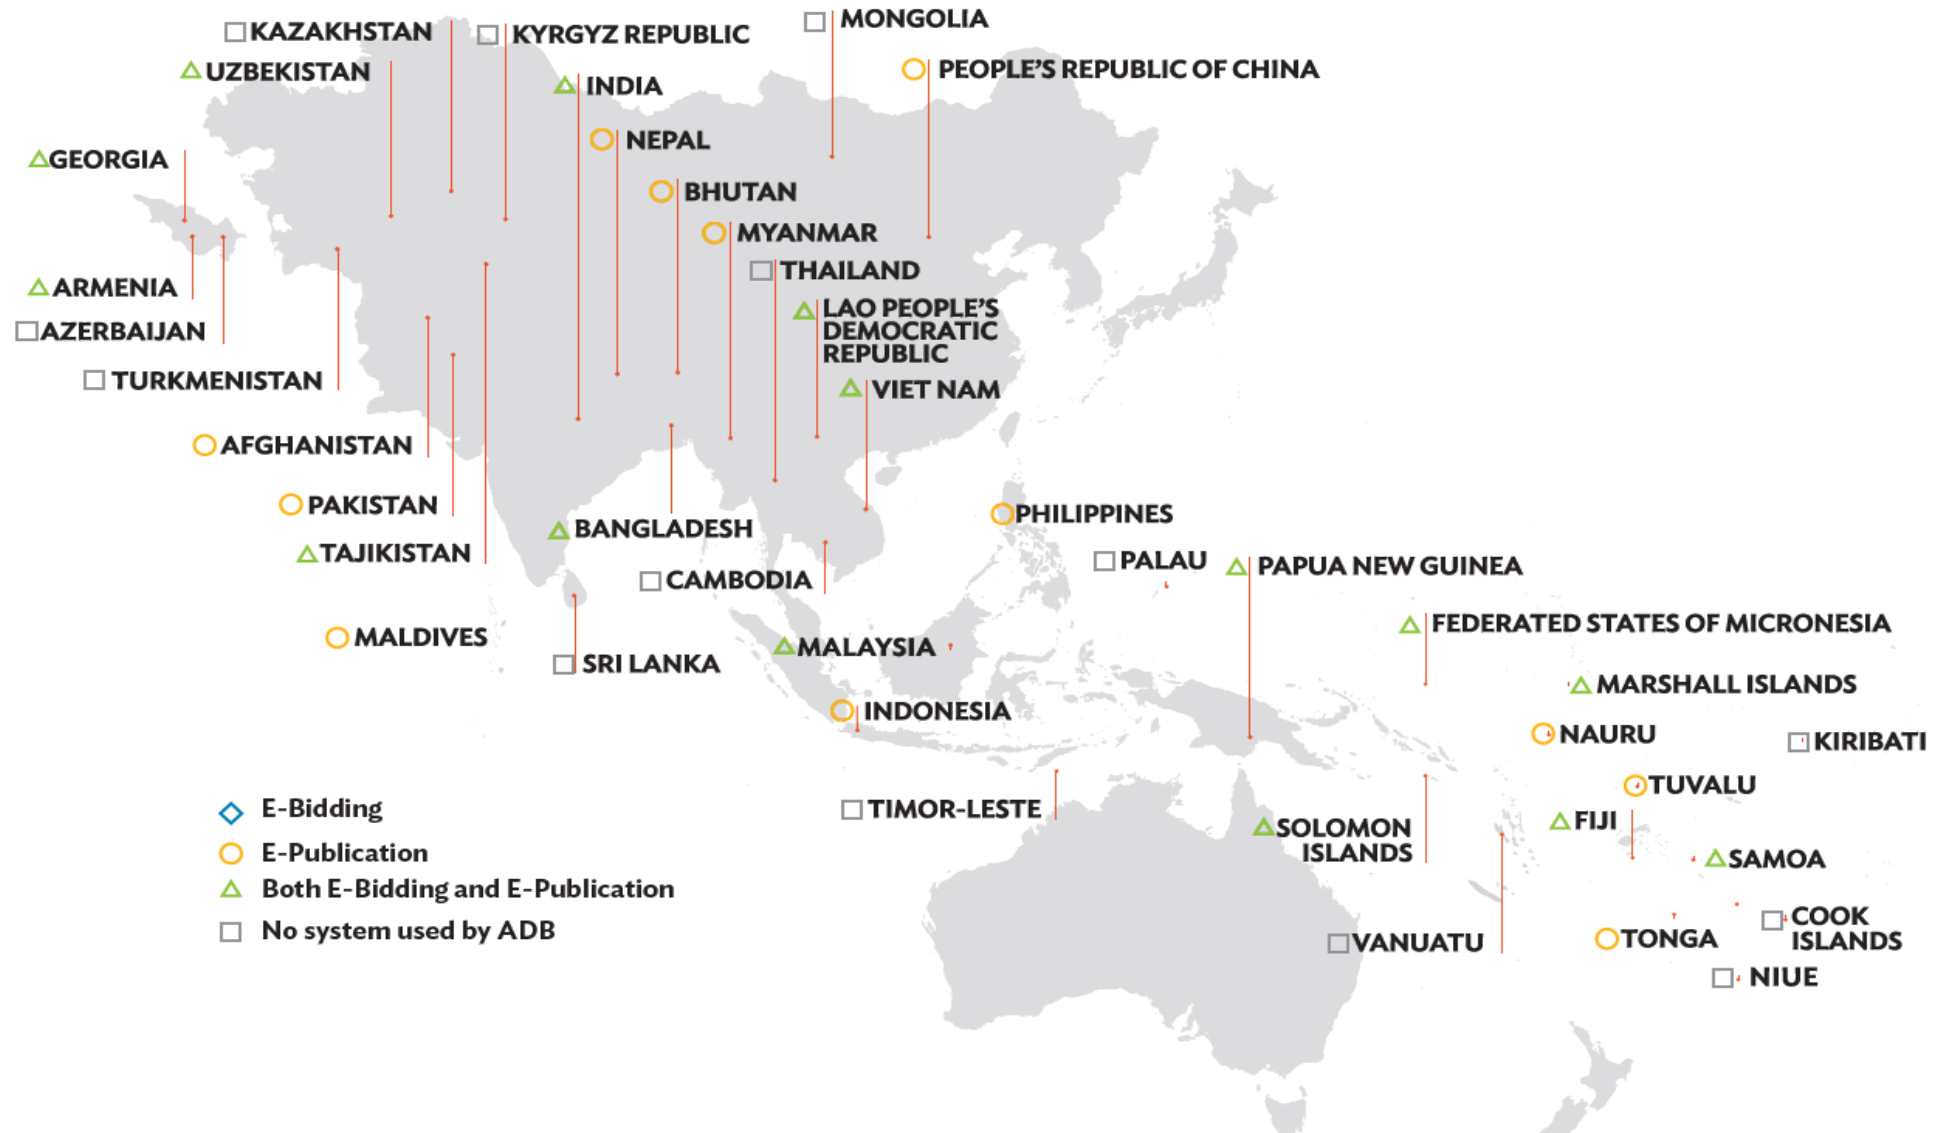 KAZAKHSTAN
KYRGYZ REPUBLIC
MONGOLIA
UZBEKISTAN
INDIA
PEOPLE'S REPUBLIC OF CHINA
NEPAL
GEORGIA
BHUTAN
MYANMAR
THAILAND
ARMENIA
LAO PEOPLE'S
DEMOCRATIC
REPUBLIC
AZERBAIJAN
TURKMENISTAN
VIET NAM
AFGHANISTAN
PAKISTAN
PHILIPPINES
BANGLADESH
TAJIKISTAN
PALAU
PAPUA NEW GUINEA
CAMBODIA
FEDERATED STATES OF MICRONESIA
MALDIVES
MALAYSIA
SRI LANKA
MARSHALL ISLANDS
INDONESIA
NAURU
KIRIBATI
TUVALU
TIMOR-LESTE
SOLOMON
ISLANDS
FIJI
SAMOA
VANUATU
TONGA
COOK
ISLANDS
NIUE
E-Bidding
E-Publication
Both E-Bidding and E-Publication
No system used by ADB